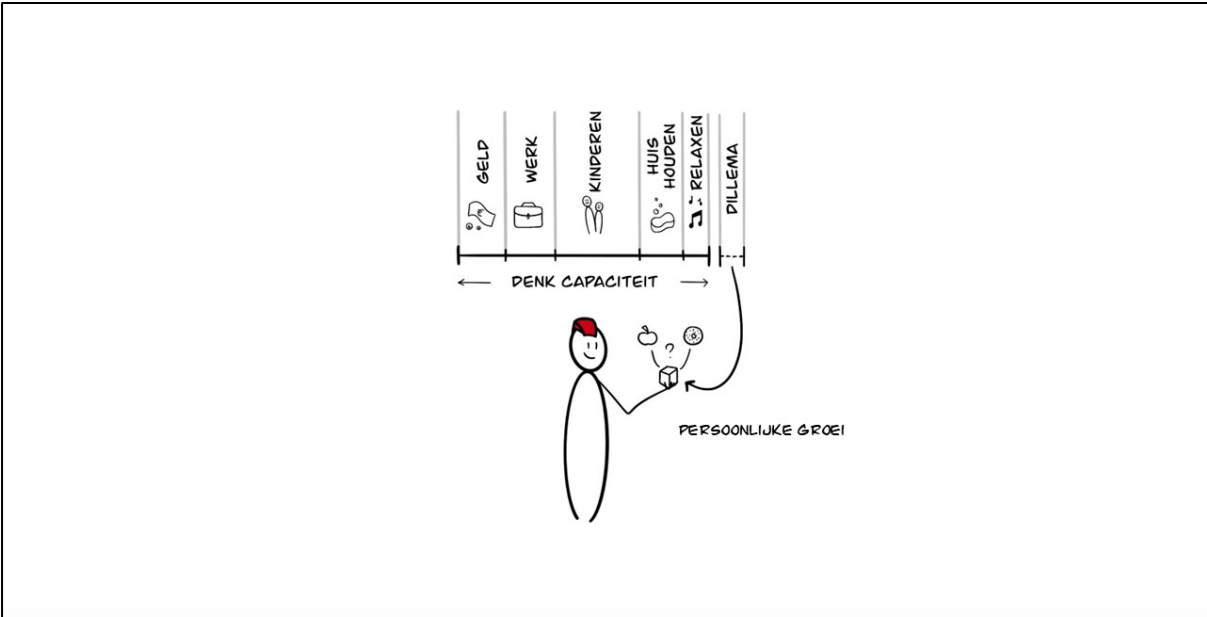 GELD
WERK
KINDEREN
HUIS
HOUDEN
RELAXEN
DILLEMA
DENK CAPACITEIT
?
PERSOONLIJKE GROEI